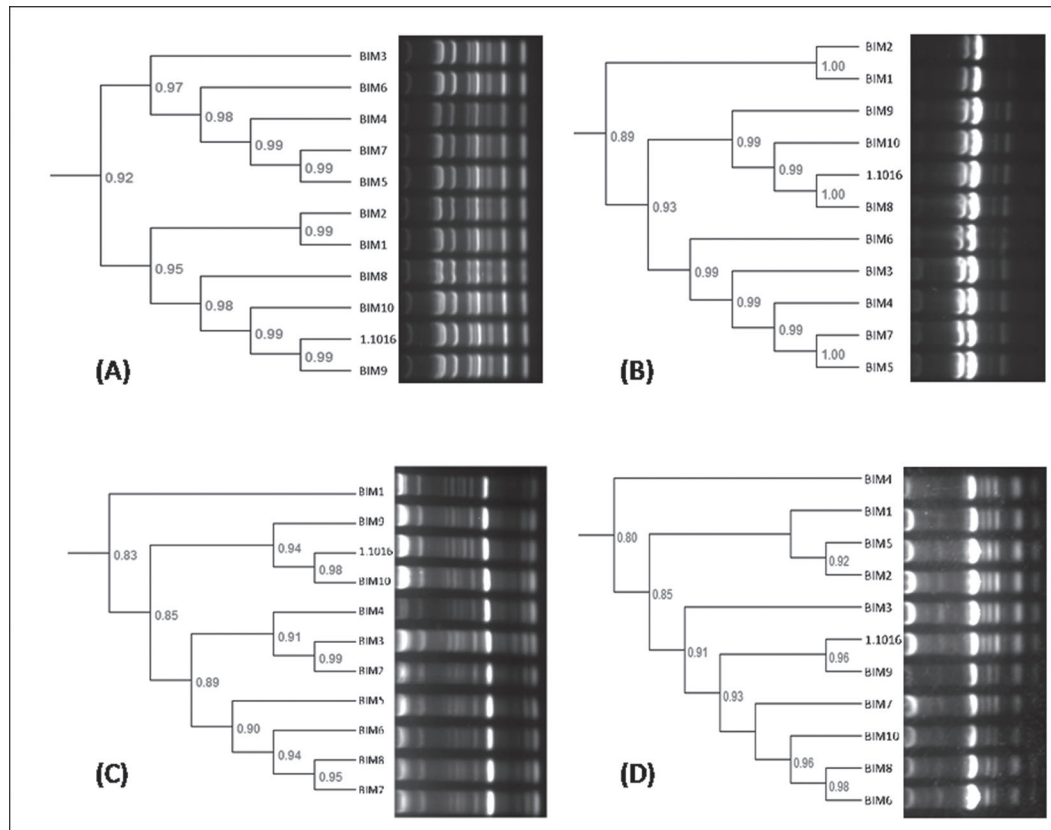 BIM3
0.97
BIM6
0.98
BIM4
0.99
BIM7
0.99
BIM5
0.92
BIM2
0.99
BIM1
0.95
BIM8
0.98
BIM10
0.99
1.1016
0.99
BIM9
(A)
BIM2
1.00
BIM1
0.89
BIM9
0.99
BIM10
0.99
1.1016
1.00
BIM8
0.93
BIM6
0.99
BIM3
0.99
BIM4
0.99
BIM7
1.00
BIM5
(B)
BIM1
0.83
BIM9
0.94
1.1016
0.98
BIM10
0.85
BIM4
0.91
BIM3
0.99
BIM7
0.89
BIM5
0.90
BIM6
0.94
BIM8
0.95
BIM7
(C)
BIM4
0.80
BIM1
BIM5
0.92
BIM2
0.85
BIM3
0.91
1.1016
0.96
BIM9
0.93
BIM7
BIM10
0.96
BIM8
0.98
BIM6
(D)